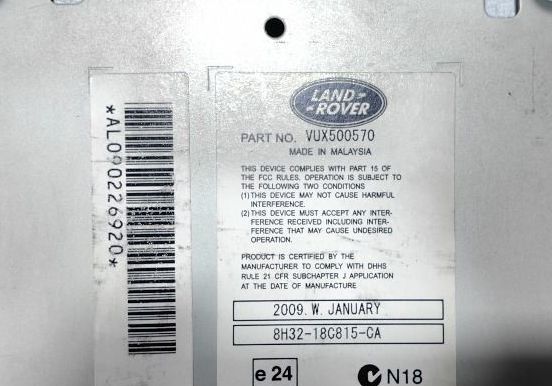 LAND-
-ROVER
PART NO. VUX500570
MADE IN MALAYSIA
THIS DEVICE COMPLIES WITH PART 15 OF
THE FCC RULES. OPERATION IS SUBJECT TO
THE FOLLOWING TWO CONDITIONS
(1) THIS DEVICE MAY NOT CAUSE HARMFUL
INTERFERENCE.
(2) THIS DEVICE MUST ACCEPT ANY INTER-
FERENCE RECEIVED INCLUDING INTER-
FERENCE THAT MAY CAUSE UNDESIRED
OPERATION.
PRODUCT IS CERTIFIED BY THE
MANUFACTURER TO COMPLY WITH DHHS
RULE 21 CFR SUBCHAPTER J APPLICATION
AT THE DATE OF MANUFACTURE
2009. W. JANUARY
8H32-18C815-CA
e 24
N18
*AL090226920*